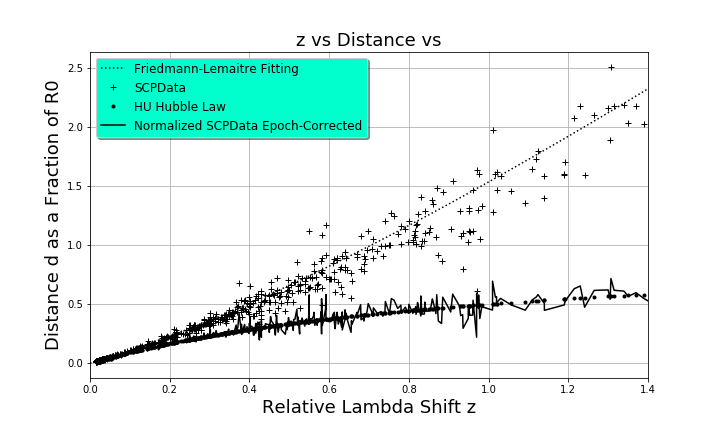 z vs Distance vs
Friedmann-Lemaitre Fitting
SCPData
HU Hubble Law
Normalized SCPData Epoch-Corrected
Distance d as a Fraction of R0
2.5
2.0
1.5
1.0
0.5
0.0
0.0 0.2 0.4 0.6 0.8 1.0 1.2 1.4
Relative Lambda Shift z